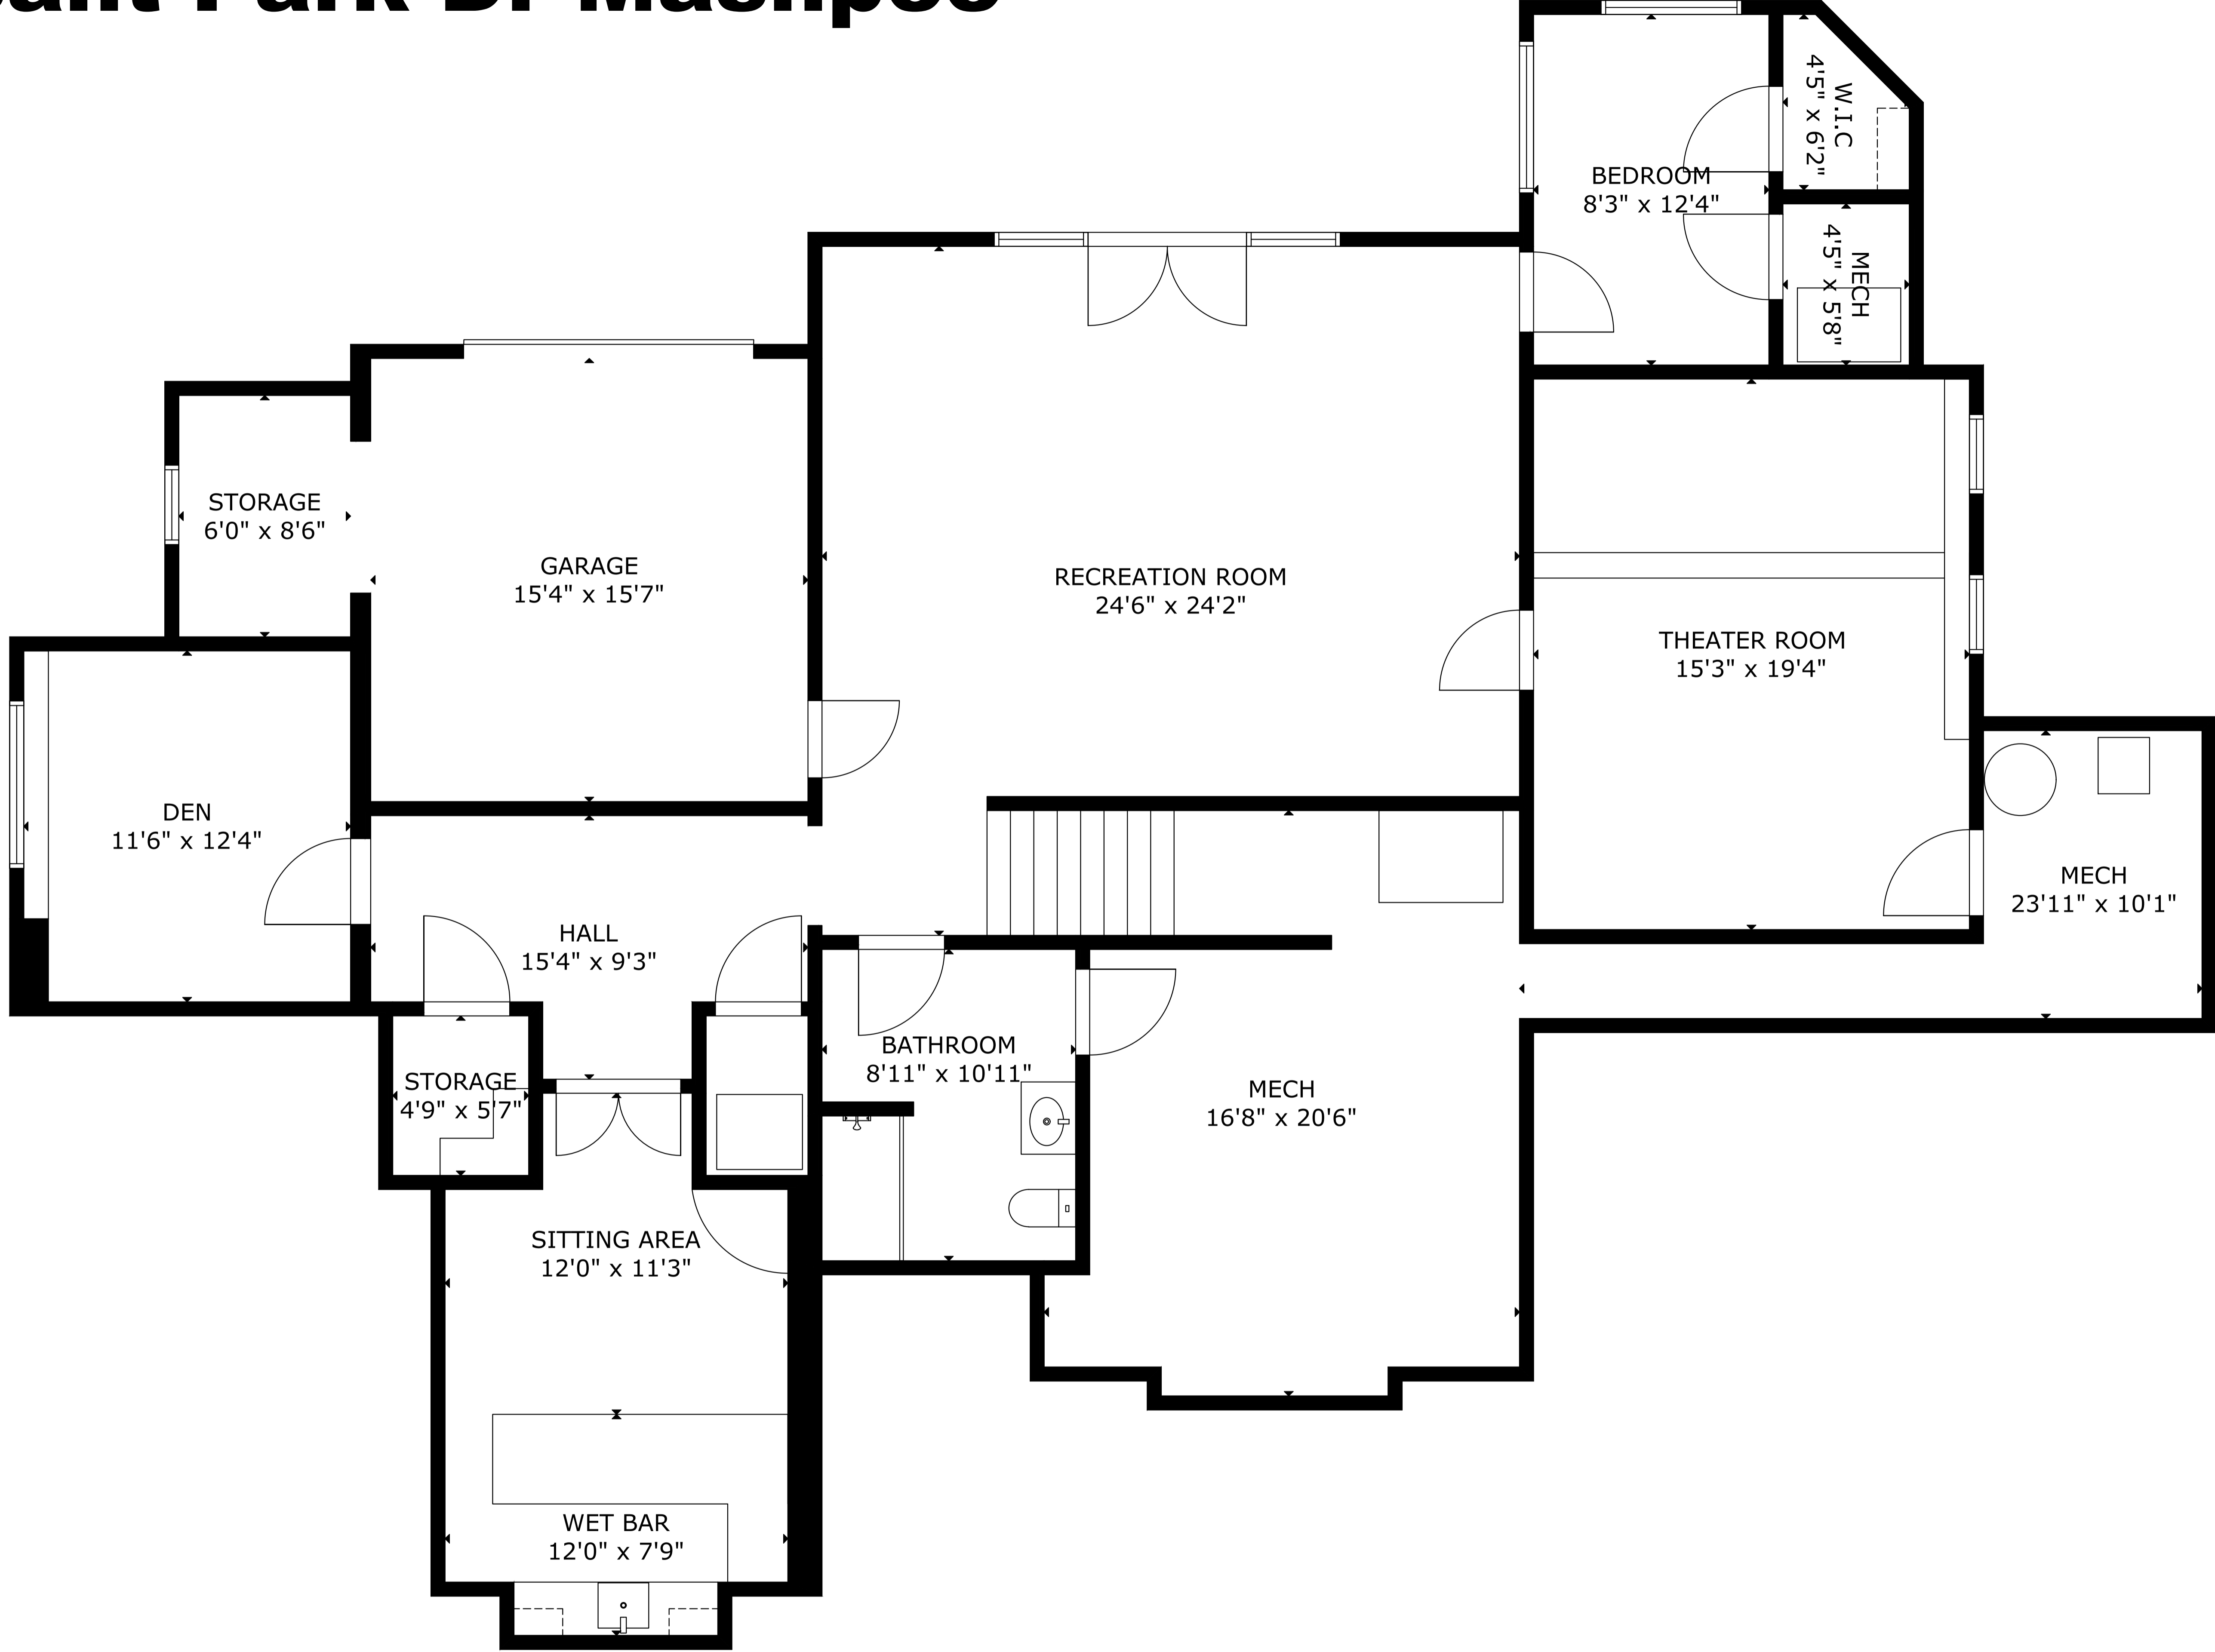 W.I.C
4'5" x 6'2"
BEDROOM
8'3" x 12'4"
MECH
4'5" x 5'8"
STORAGE
6'0" x 8'6"
GARAGE
15'4" x 15'7"
RECREATION ROOM
24'6" x 24'2"
THEATER ROOM
15'3" x 19'4"
DEN
11'6" x 12'4"
MECH
23'11" x 10'1"
HALL
15'4" x 9'3"
BATHROOM
8'11" x 10'11"
STORAGE
4'9" x 5'7"
MECH
16'8" x 20'6"
SITTING AREA
12'0" x 11'3"
WET BAR
12'0" x 7'9"